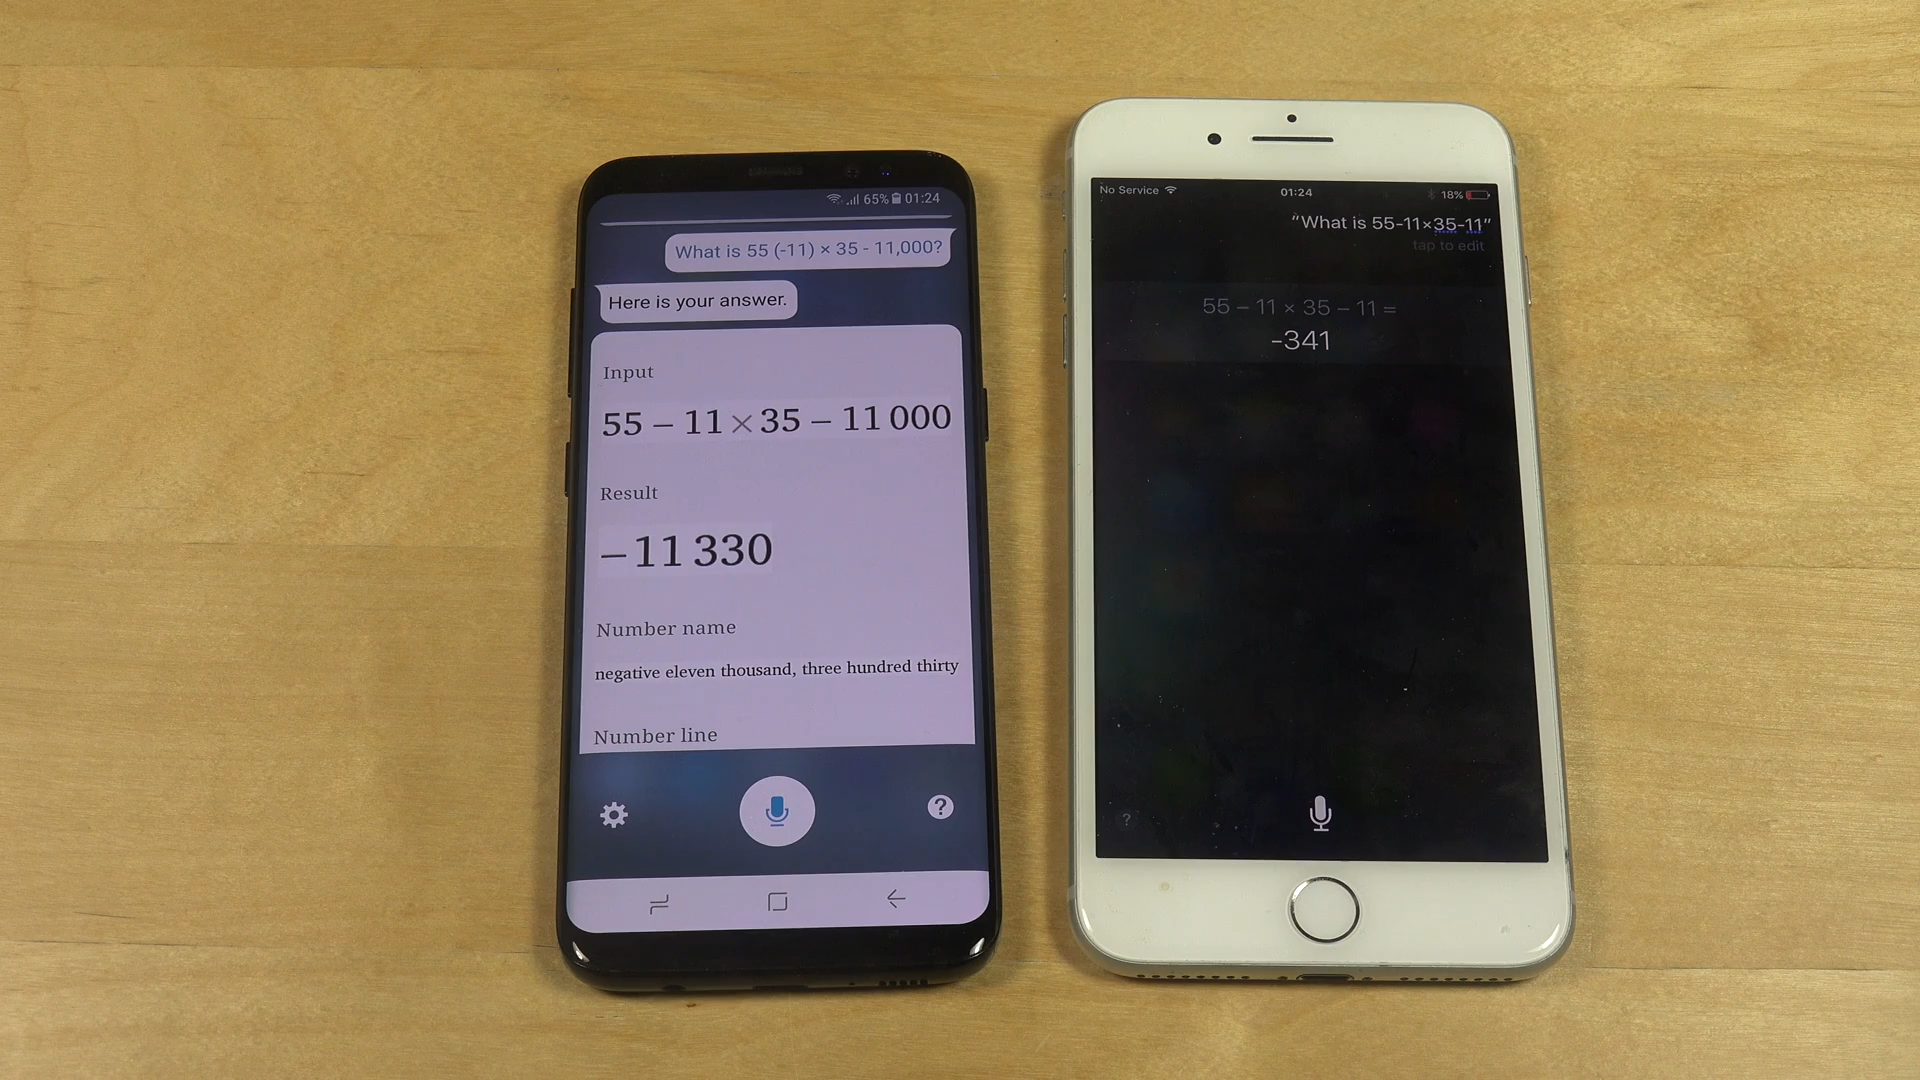 65% 01:24
What is 55 (-11) × 35 - 11,000?
Here is your answer.
Input
55 – 11 × 35 – 11 000
Result
–11 330
Number name
negative eleven thousand, three hundred thirty
Number line
?
No Service 01:24 18%
“What is 55-11×35-11”
tap to edit
55 – 11 × 35 – 11 =
-341
?